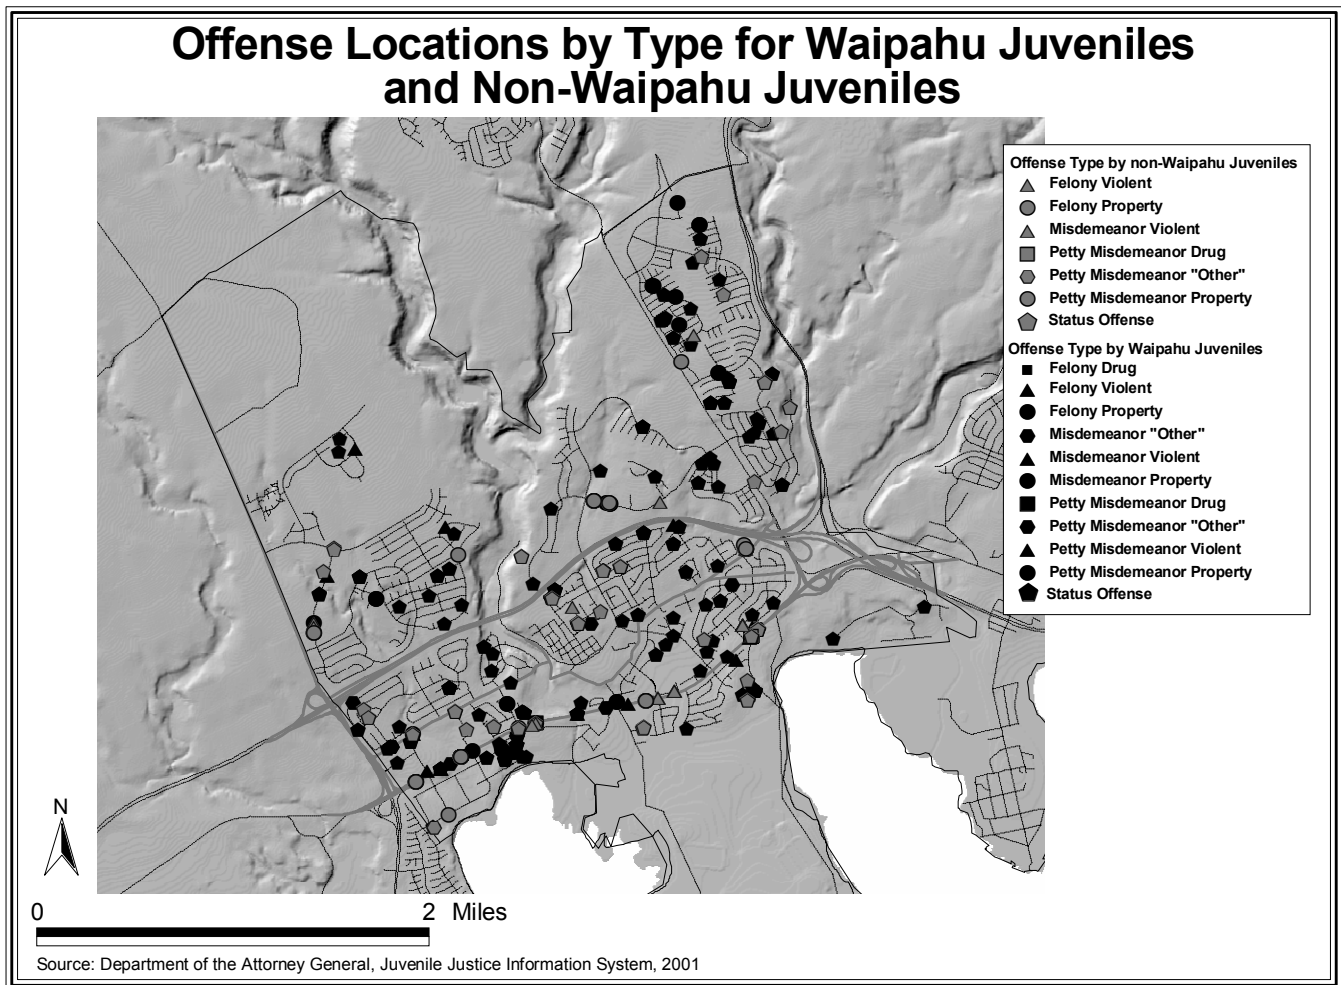 Offense Locations by Type for Waipahu Juveniles
and Non-Waipahu Juveniles
Offense Type by non-Waipahu Juveniles
Felony Violent
Felony Property
Misdemeanor Violent
Petty Misdemeanor Drug
Petty Misdemeanor "Other"
Petty Misdemeanor Property
Status Offense
Offense Type by Waipahu Juveniles
Felony Drug
Felony Violent
Felony Property
Misdemeanor "Other"
Misdemeanor Violent
Misdemeanor Property
Petty Misdemeanor Drug
Petty Misdemeanor "Other"
Petty Misdemeanor Violent
Petty Misdemeanor Property
Status Offense
N
0 2 Miles
Source: Department of the Attorney General, Juvenile Justice Information System, 2001